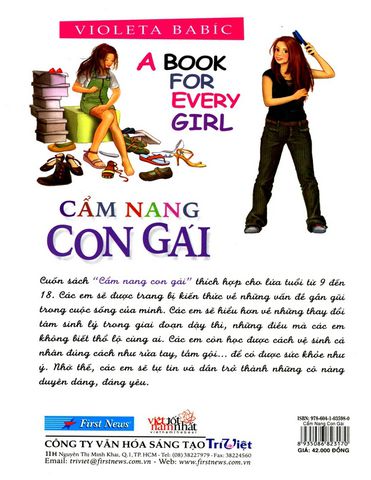 VIOLETA BABÍC
A BOOK
FOR
EVERY
GIRL
CẨM NANG
CON GÁI
Cuốn sách "Cẩm nang con gái" thích hợp cho lứa tuổi từ 9 đến
18. Các em sẽ được trang bị kiến thức về những vấn đề gần gũi
trong cuộc sống của mình. Các em sẽ hiểu hơn về những thay đổi
tâm sinh lý trong giai đoạn dậy thì, những điều mà các em
không biết thổ lộ cùng ai. Các em còn học được cách vệ sinh cá
nhân đúng cách như rửa tay, tắm gội... để có được sức khỏe như
ý. Nhờ thế, các em sẽ tự tin và dần trở thành những cô nàng
duyên dáng, đáng yêu.
First News
việt nam
tốt nhất
CÔNG TY VĂN HÓA SÁNG TẠO Trí Việt
11H Nguyễn Thị Minh Khai, Q.1, TP.HCM - Tel: (08)38227979 - Fax: 38224560
Email: triviet@firstnews.com.vn - Web: www.firstnews.com.vn
ISBN: 978-604-1-03598-0
Cẩm Nang Con Gái
8935086823170
GIÁ: 42.000 ĐỒNG